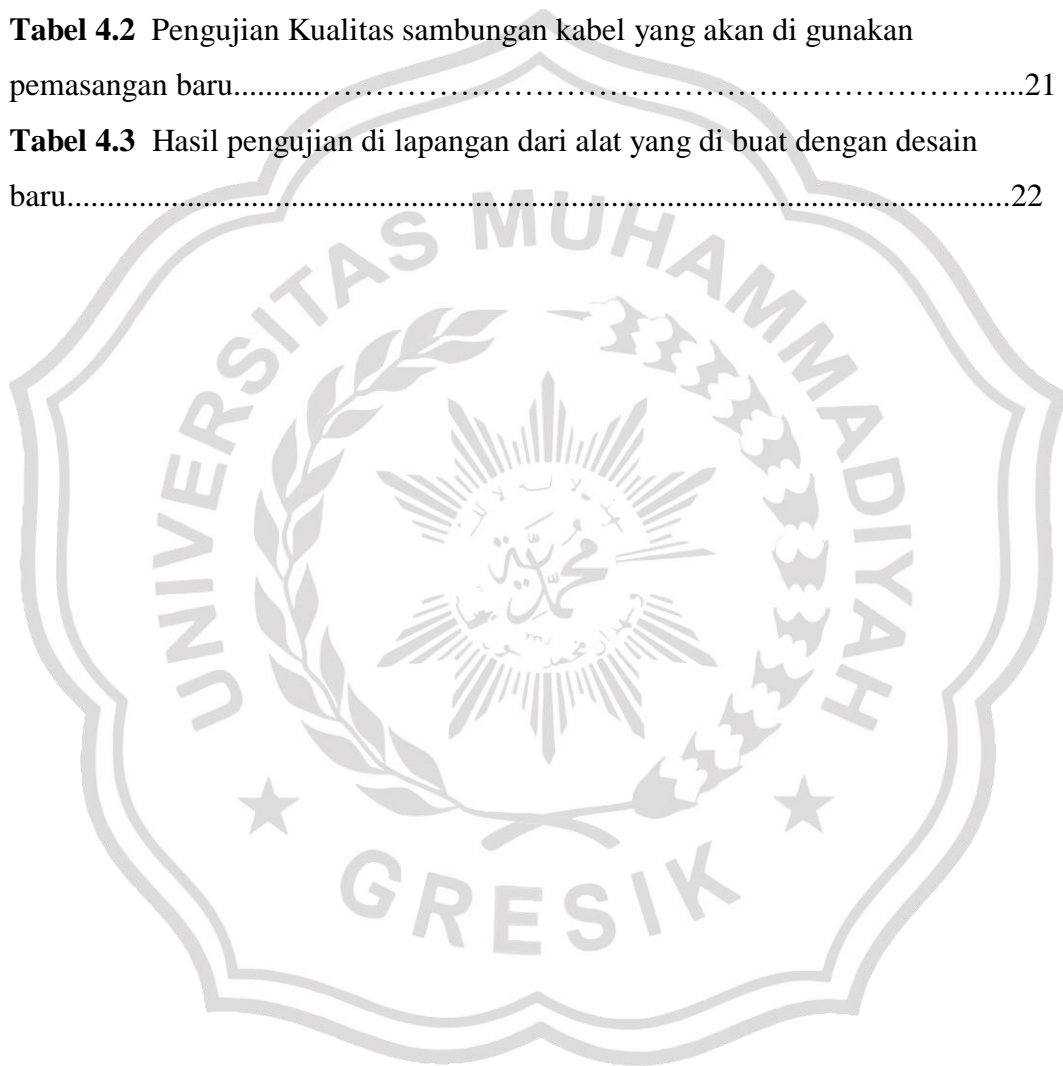 Tabel 4.2 Pengujian Kualitas sambungan kabel yang akan di gunakan
pemasangan baru...........…………………………………………………………....21
Tabel 4.3 Hasil pengujian di lapangan dari alat yang di buat dengan desain
baru.....................................................................................................................22
UNIVERSITAS MUHAMMADIYAH
محمدية
GRESIK